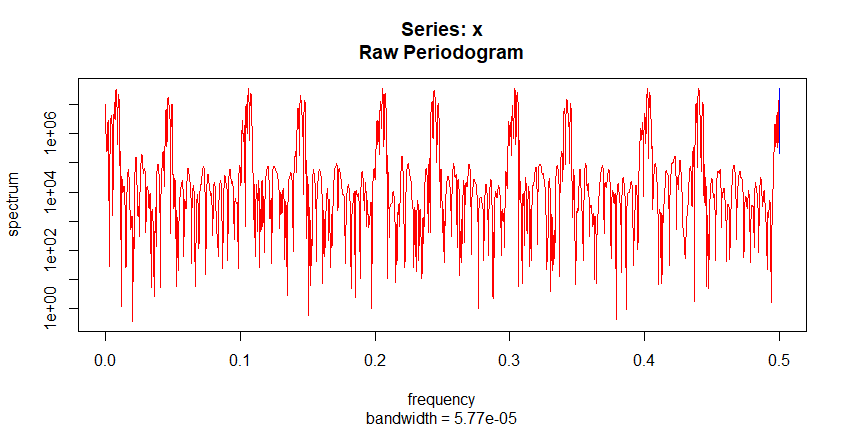 Series: x
Raw Periodogram
spectrum
1e+06
1e+04
1e+02
1e+00
0.0 0.1 0.2 0.3 0.4 0.5
frequency
bandwidth = 5.77e-05